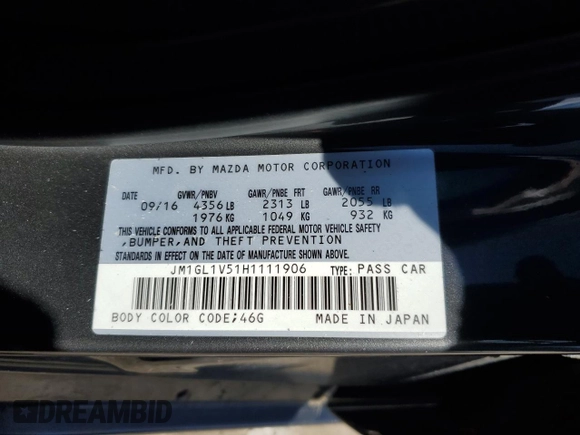 MFD. BY MAZDA MOTOR CORPORATION
DATE GVWR/PNBV GAWR/PNBE FRT GAWR/PNBE RR
09/16 4356 LB 2313 LB 2055 LB
1976 KG 1049 KG 932 KG
THIS VEHICLE CONFORMS TO ALL APPLICABLE FEDERAL MOTOR VEHICLE SAFETY
,BUMPER,AND THEFT PREVENTION
STANDARDS IN EFFECT ON THE DATE OF MANUFACTURE SHOWN ABOVE.
JM1GL1V51H1111906 TYPE: PASS CAR
BODY COLOR CODE;46G MADE IN JAPAN
DREAMBID